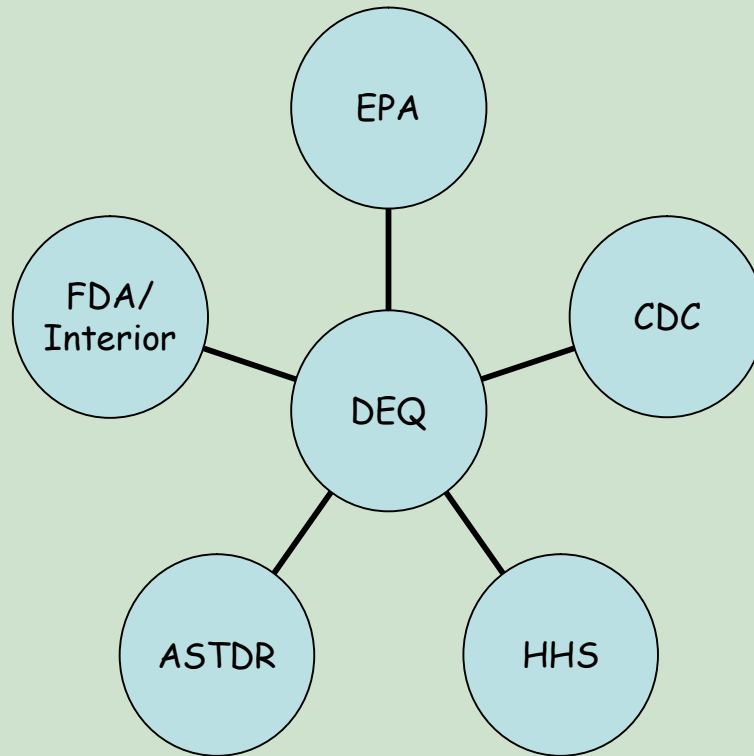 EPA
FDA/
Interior
CDC
DEQ
ASTDR
HHS